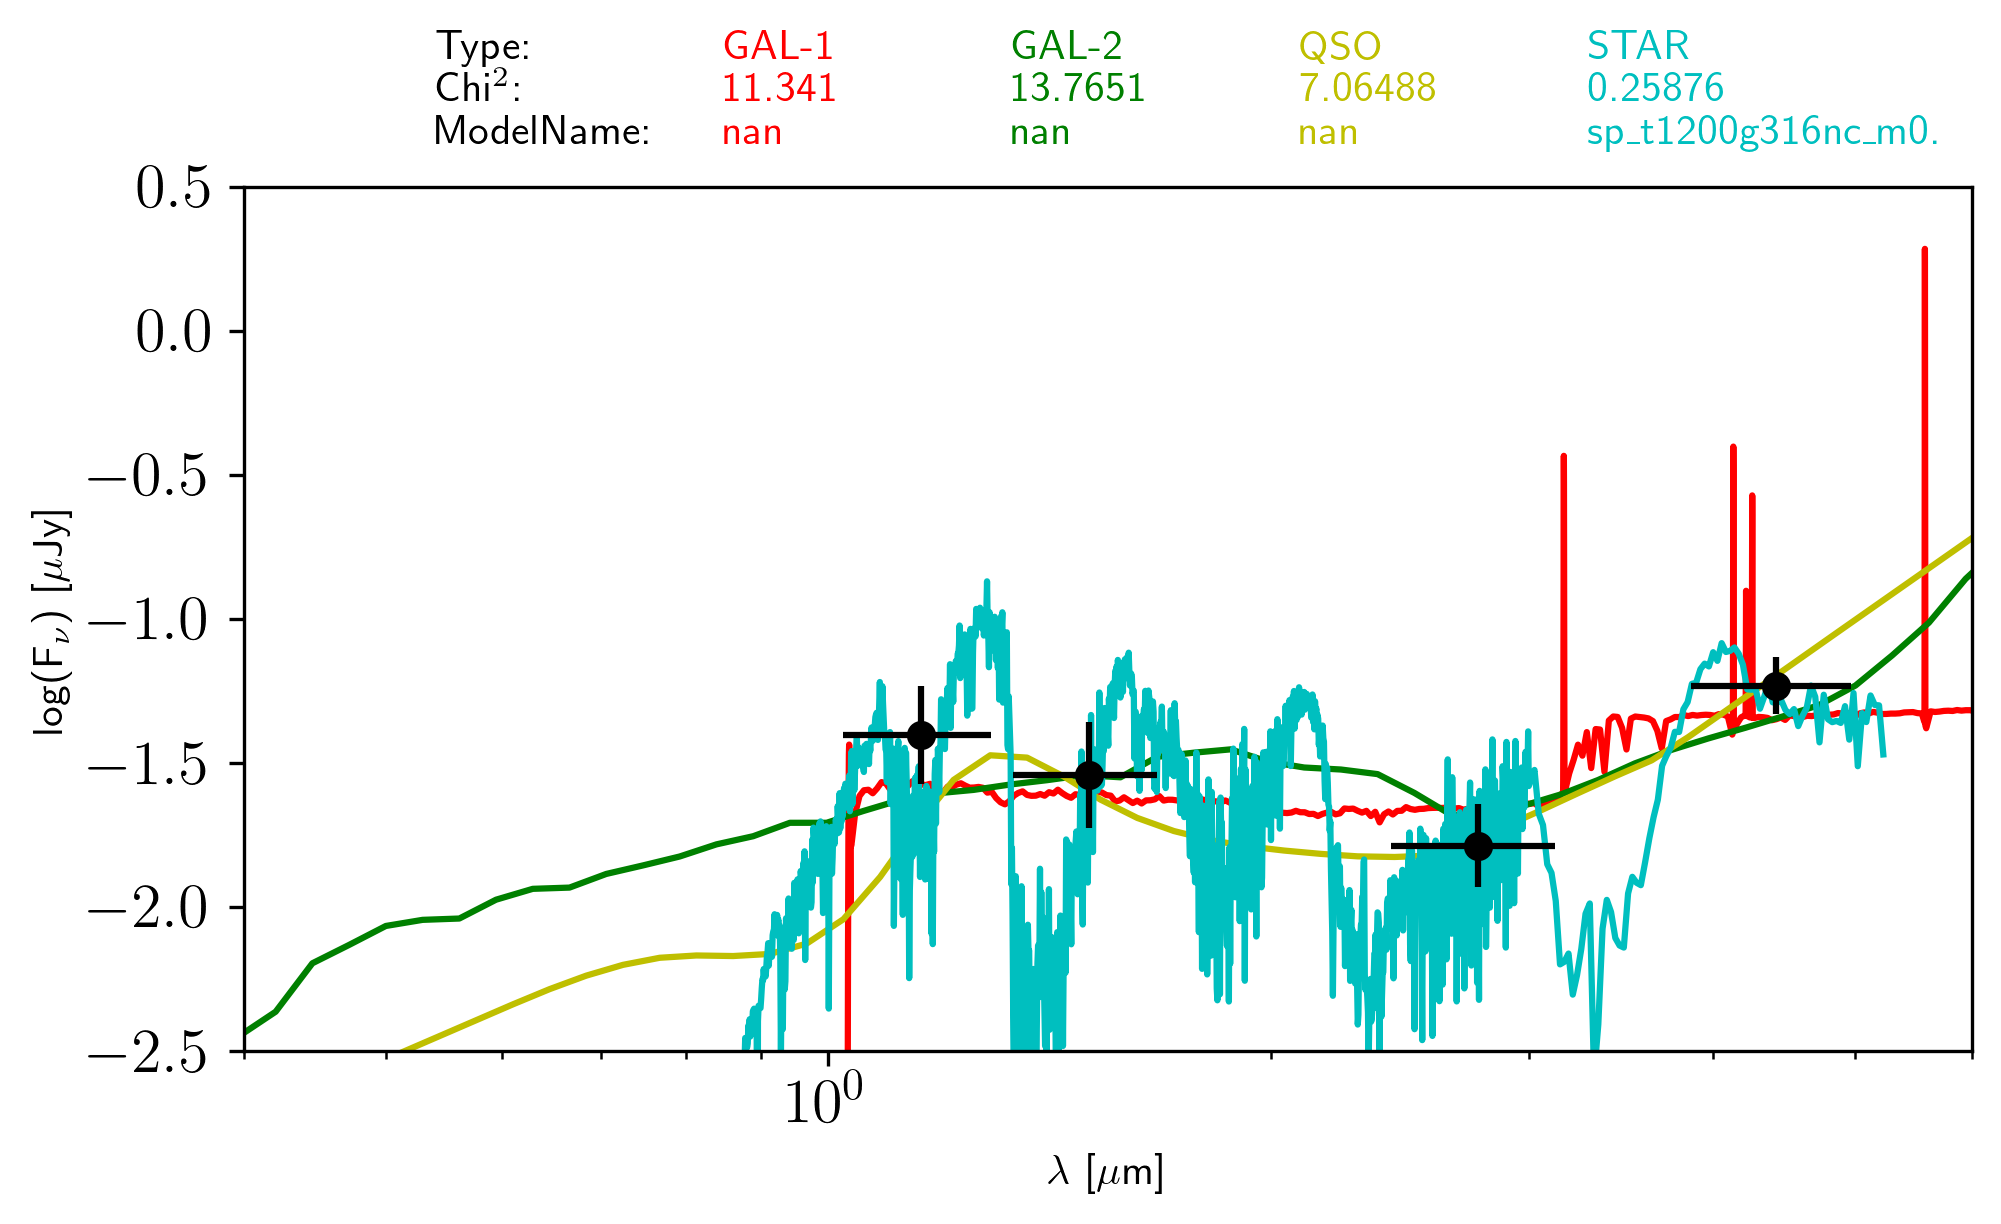 Type: GAL-1 GAL-2 QSO STAR
Chi²: 11.341 13.7651 7.06488 0.25876
ModelName: nan nan nan sp_t1200g316nc_m0.
0.5
0.0
−0.5
−1.0
−1.5
−2.0
−2.5
log(Fν) [μJy]
10⁰
λ [μm]